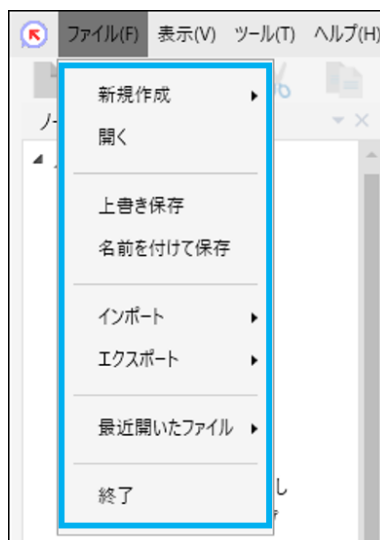 ファイル(F) 表示(V) ツール(T) ヘルプ(H)
新規作成
開く
上書き保存
名前を付けて保存
インポート
エクスポート
最近開いたファイル
終了
し